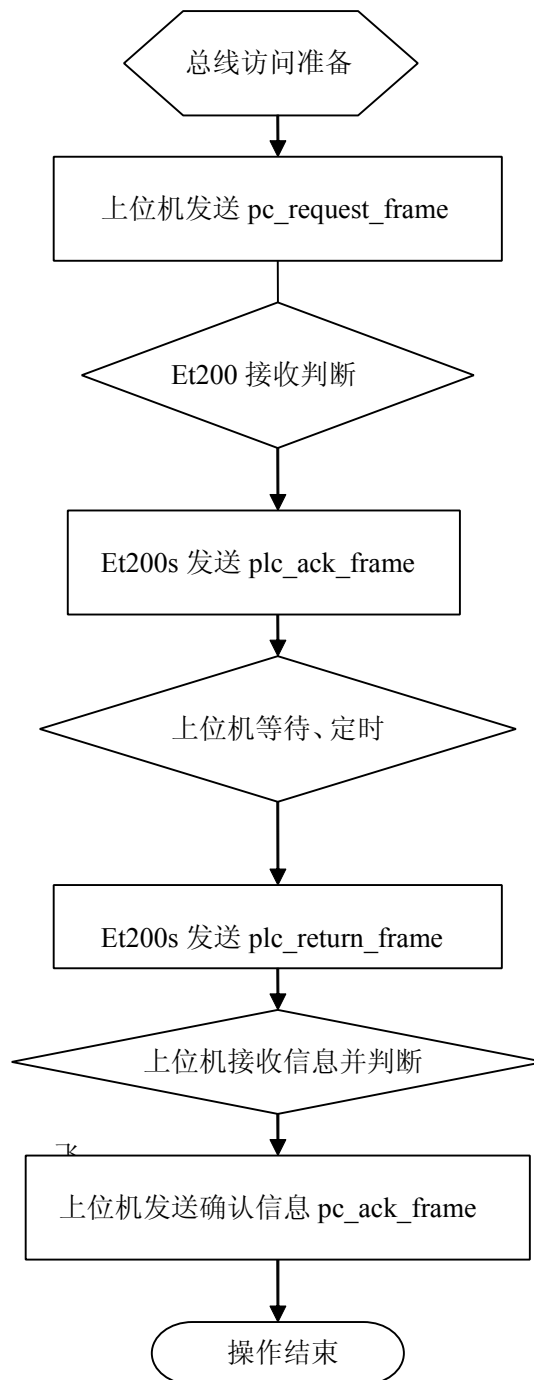 总线访问准备
上位机发送 pc_request_frame
Et200 接收判断
Et200s 发送 plc_ack_frame
上位机等待、定时
Et200s 发送 plc_return_frame
上位机接收信息并判断
上位机发送确认信息 pc_ack_frame
操作结束